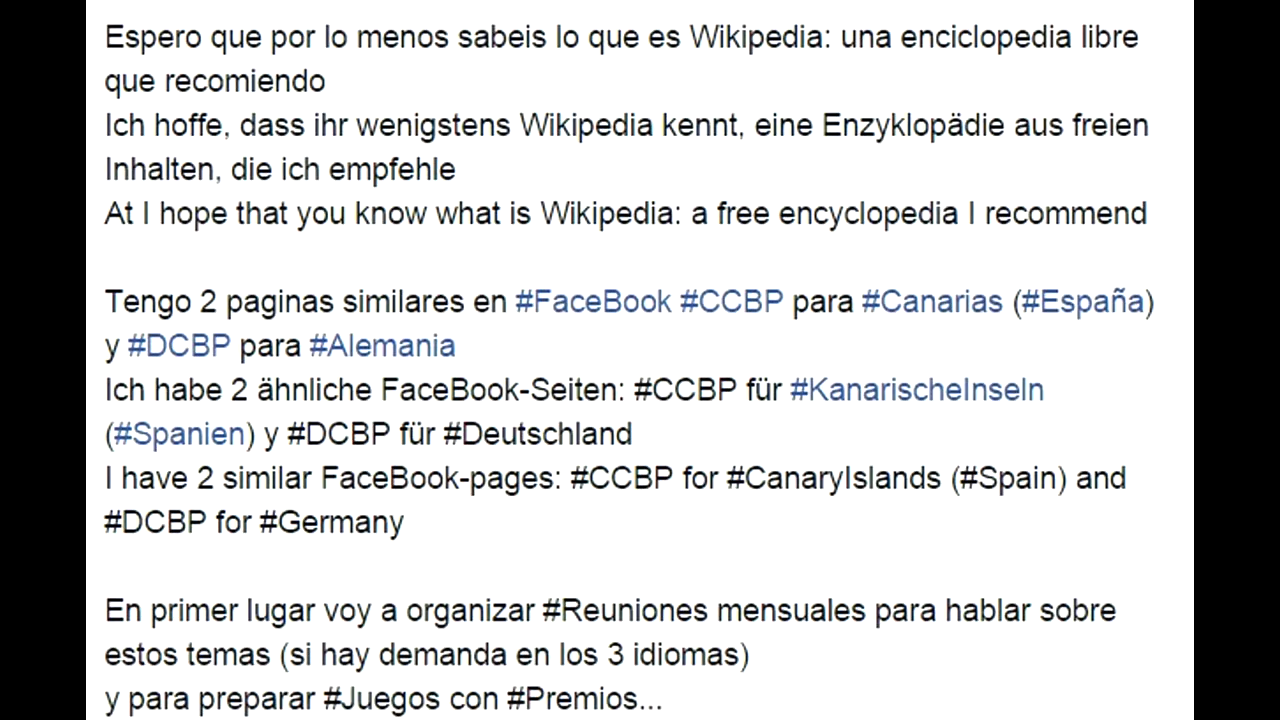 Espero que por lo menos sabeis lo que es Wikipedia: una enciclopedia libre
que recomiendo
Ich hoffe, dass ihr wenigstens Wikipedia kennt, eine Enzyklopädie aus freien
Inhalten, die ich empfehle
At I hope that you know what is Wikipedia: a free encyclopedia I recommend
Tengo 2 paginas similares en #FaceBook #CCBP para #Canarias (#España)
y #DCBP para #Alemania
Ich habe 2 ähnliche FaceBook-Seiten: #CCBP für #KanarischeInseln
(#Spanien) y #DCBP für #Deutschland
I have 2 similar FaceBook-pages: #CCBP for #CanaryIslands (#Spain) and
#DCBP for #Germany
En primer lugar voy a organizar #Reuniones mensuales para hablar sobre
estos temas (si hay demanda en los 3 idiomas)
y para preparar #Juegos con #Premios...